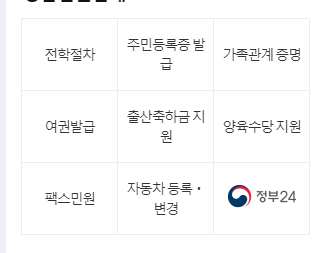 전학절차
주민등록증 발
급
가족관계 증명
여권발급
출산축하금 지
원
양육수당 지원
팩스민원
자동차 등록・
변경
정부24